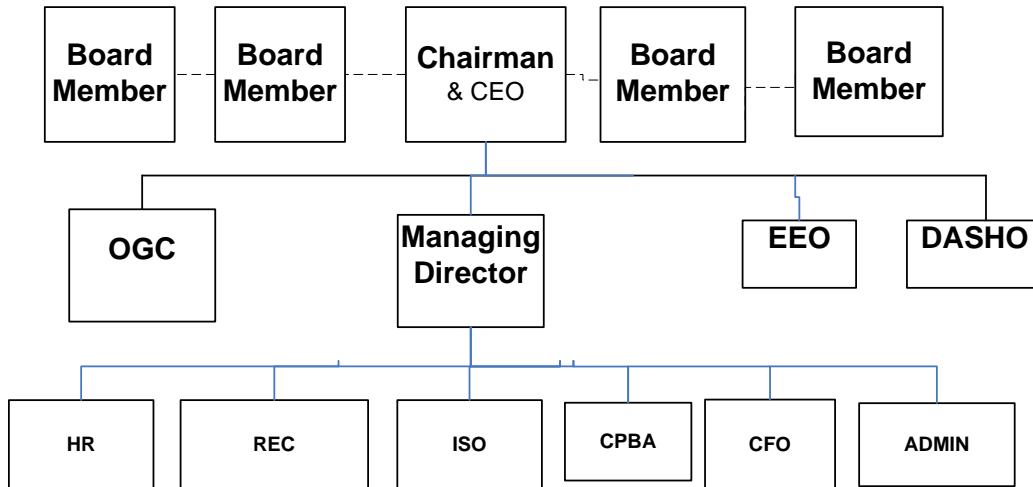 Board
Member
Board
Member
Chairman
& CEO
Board
Member
Board
Member
OGC
Managing
Director
EEO
DASHO
HR
REC
ISO
CPBA
CFO
ADMIN